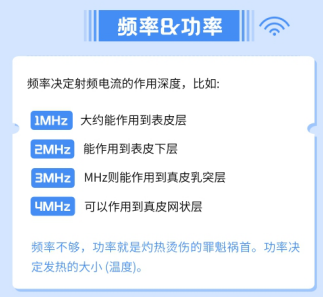 频率&功率
频率决定射频电流的作用深度，比如:
1MHz 大约能作用到表皮层
2MHz 能作用到表皮下层
3MHz MHz则能作用到真皮乳突层
4MHz 可以作用到真皮网状层
频率不够，功率就是灼热烫伤的罪魁祸首。功率决
定发热的大小 (温度)。